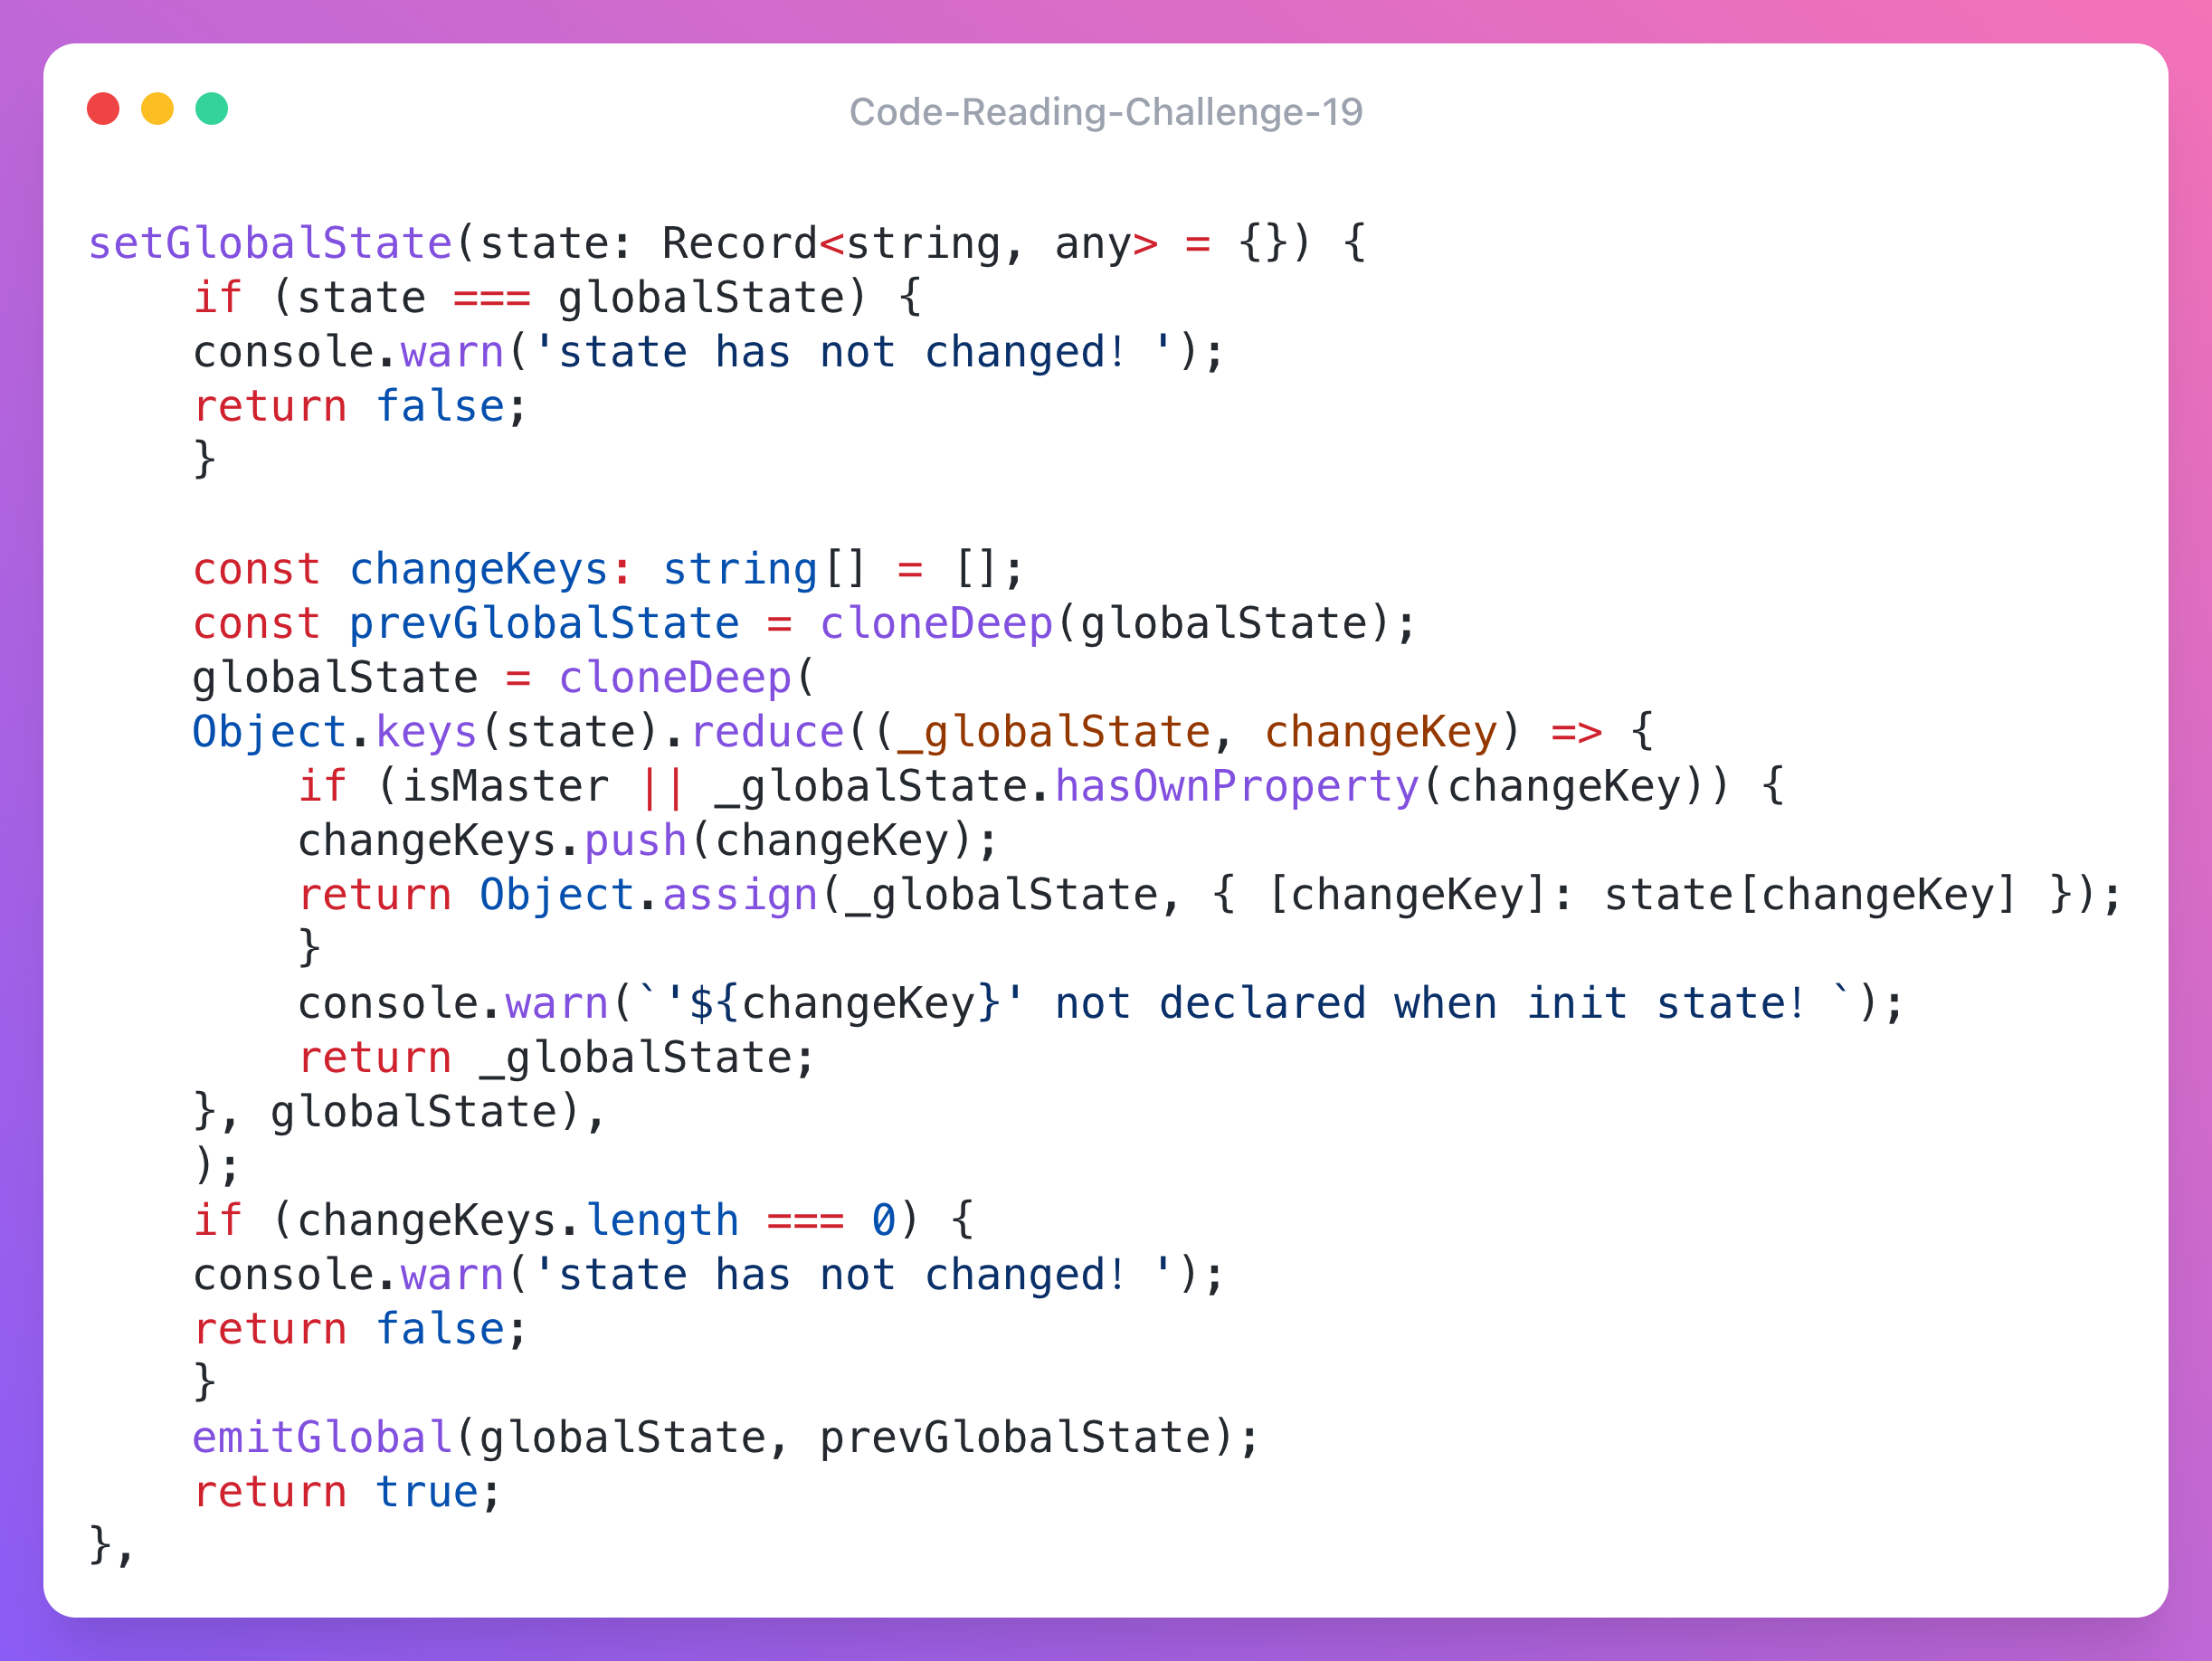 Code-Reading-Challenge-19
setGlobalState(state: Record<string, any> = {}) {
    if (state === globalState) {
    console.warn('state has not changed! ');
    return false;
    }

    const changeKeys: string[] = [];
    const prevGlobalState = cloneDeep(globalState);
    globalState = cloneDeep(
    Object.keys(state).reduce((_globalState, changeKey) => {
        if (isMaster || _globalState.hasOwnProperty(changeKey)) {
        changeKeys.push(changeKey);
        return Object.assign(_globalState, { [changeKey]: state[changeKey] });
        }
        console.warn(`'${changeKey}' not declared when init state! `);
        return _globalState;
    }, globalState),
    );
    if (changeKeys.length === 0) {
    console.warn('state has not changed! ');
    return false;
    }
    emitGlobal(globalState, prevGlobalState);
    return true;
},